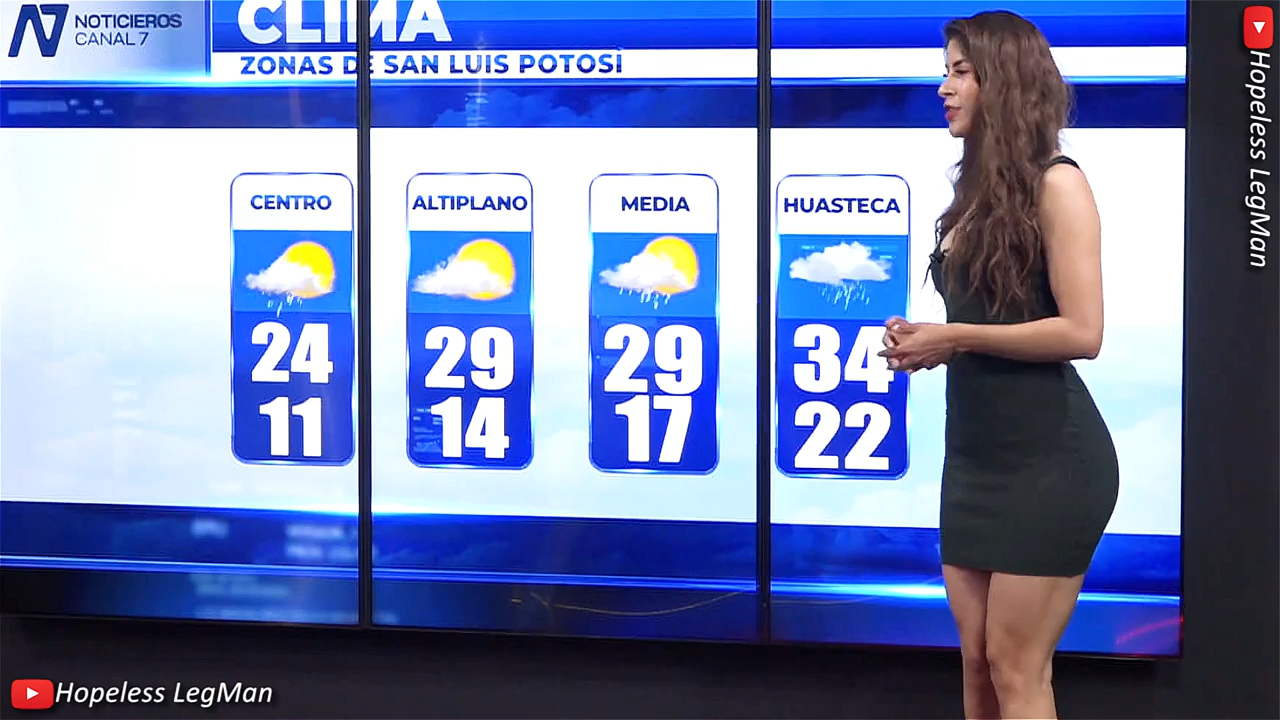 NOTICIEROS
CANAL 7
CLIMA
ZONAS DE SAN LUIS POTOSI
CENTRO
24
11
ALTIPLANO
29
14
MEDIA
29
17
HUASTECA
34
22
Hopeless LegMan
Hopeless LegMan